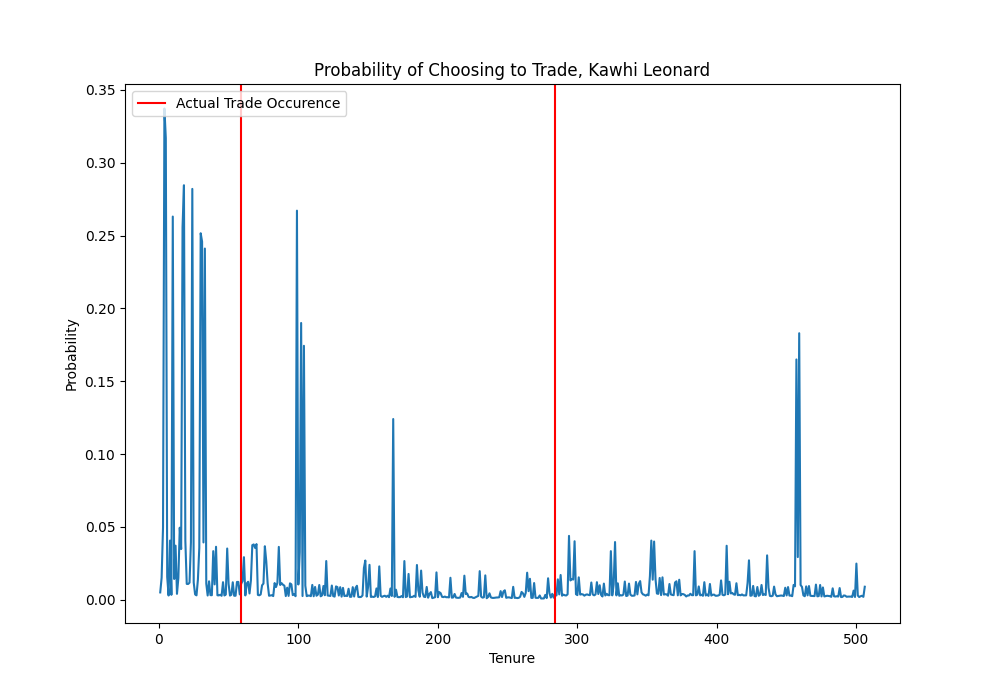 Probability of Choosing to Trade, Kawhi Leonard
Actual Trade Occurence
0.35
0.30
0.25
0.20
0.15
0.10
0.05
0.00
Probability
0 100 200 300 400 500
Tenure